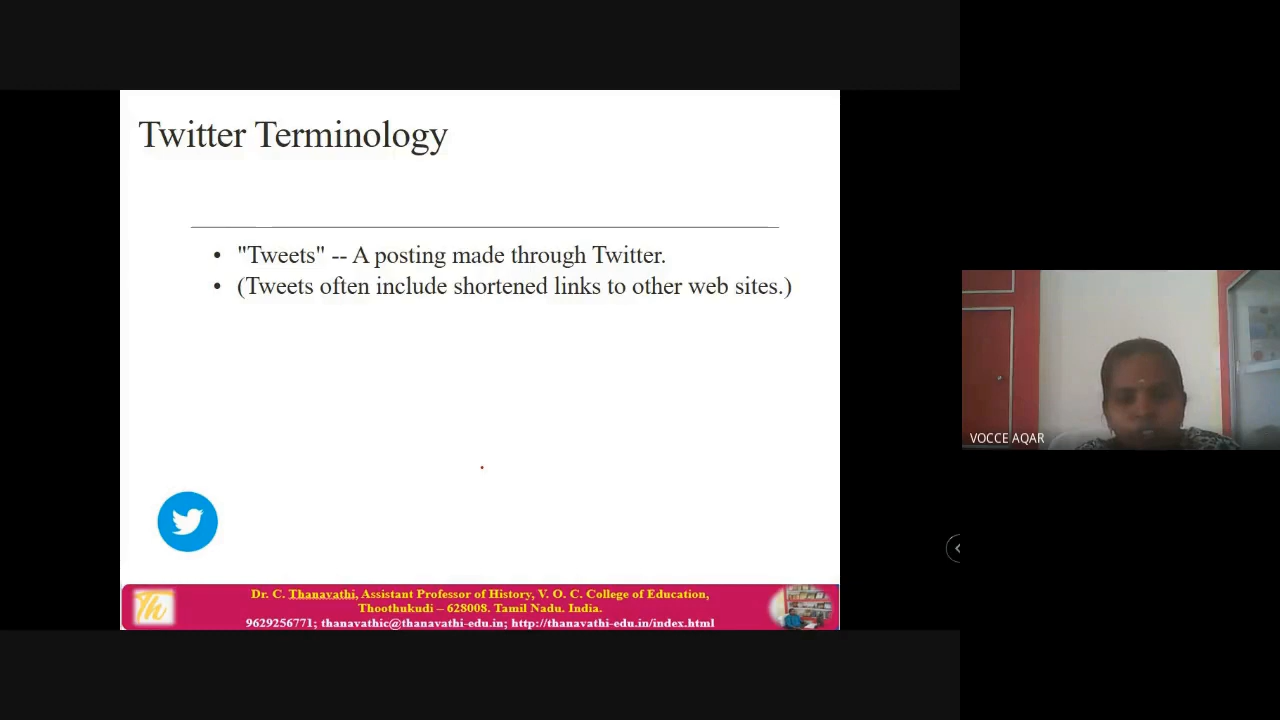 Twitter Terminology
• "Tweets" -- A posting made through Twitter.
• (Tweets often include shortened links to other web sites.)
Th
Dr. C. Thanavathi, Assistant Professor of History, V. O. C. College of Education,
Thoothukudi – 628008. Tamil Nadu. India.
9629256771; thanavathic@thanavathi-edu.in; http://thanavathi-edu.in/index.html
VOCCE AQAR